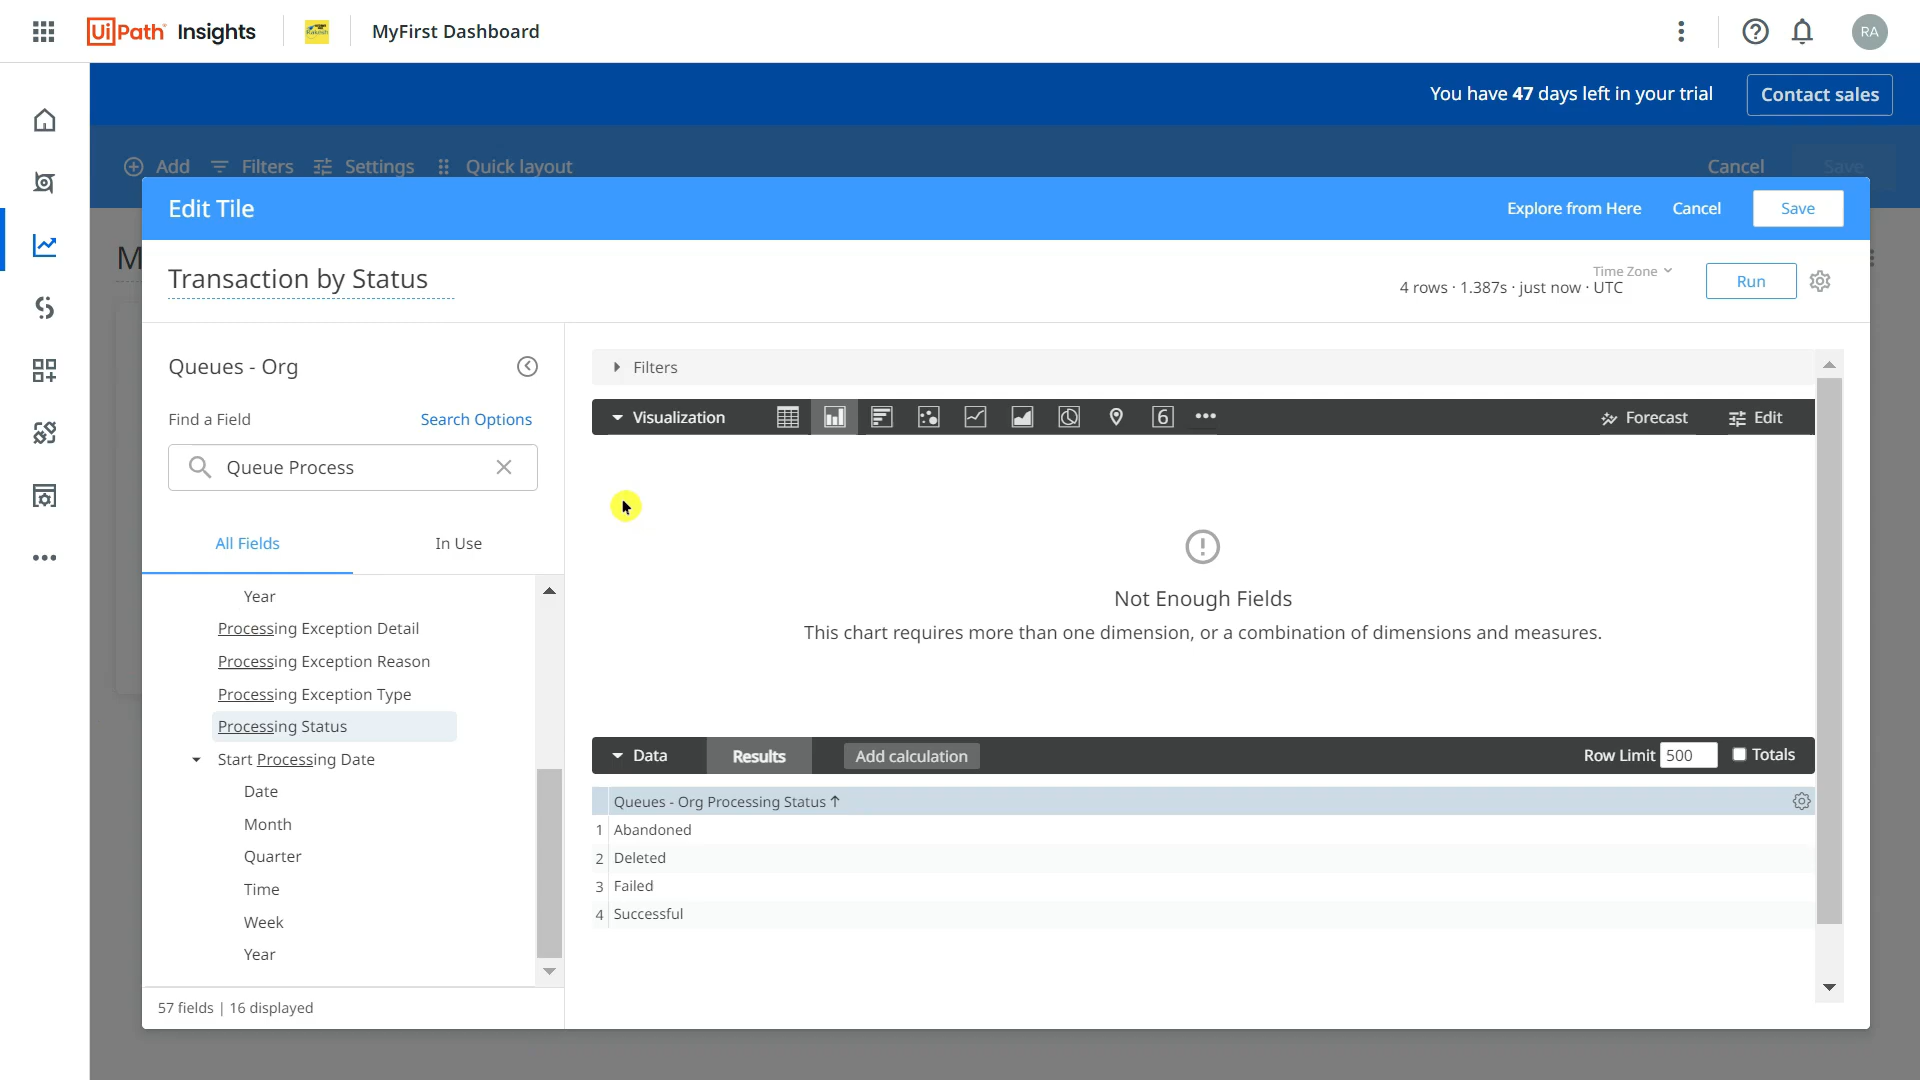 UiPath Insights
MyFirst Dashboard
RA
You have 47 days left in your trial
Contact sales
Add
Filters
Settings
Quick layout
Cancel
Save
M
Edit Tile
Explore from Here
Cancel
Save
Transaction by Status
Time Zone
4 rows · 1.387s · just now · UTC
Run
Queues - Org
Find a Field
Search Options
Queue Process
All Fields
In Use
Year
Processing Exception Detail
Processing Exception Reason
Processing Exception Type
Processing Status
Start Processing Date
Date
Month
Quarter
Time
Week
Year
57 fields | 16 displayed
Filters
Visualization
6
Forecast
Edit
Not Enough Fields
This chart requires more than one dimension, or a combination of dimensions and measures.
Data
Results
Add calculation
Row Limit 500
Totals
Queues - Org Processing Status ↑
1 Abandoned
2 Deleted
3 Failed
4 Successful